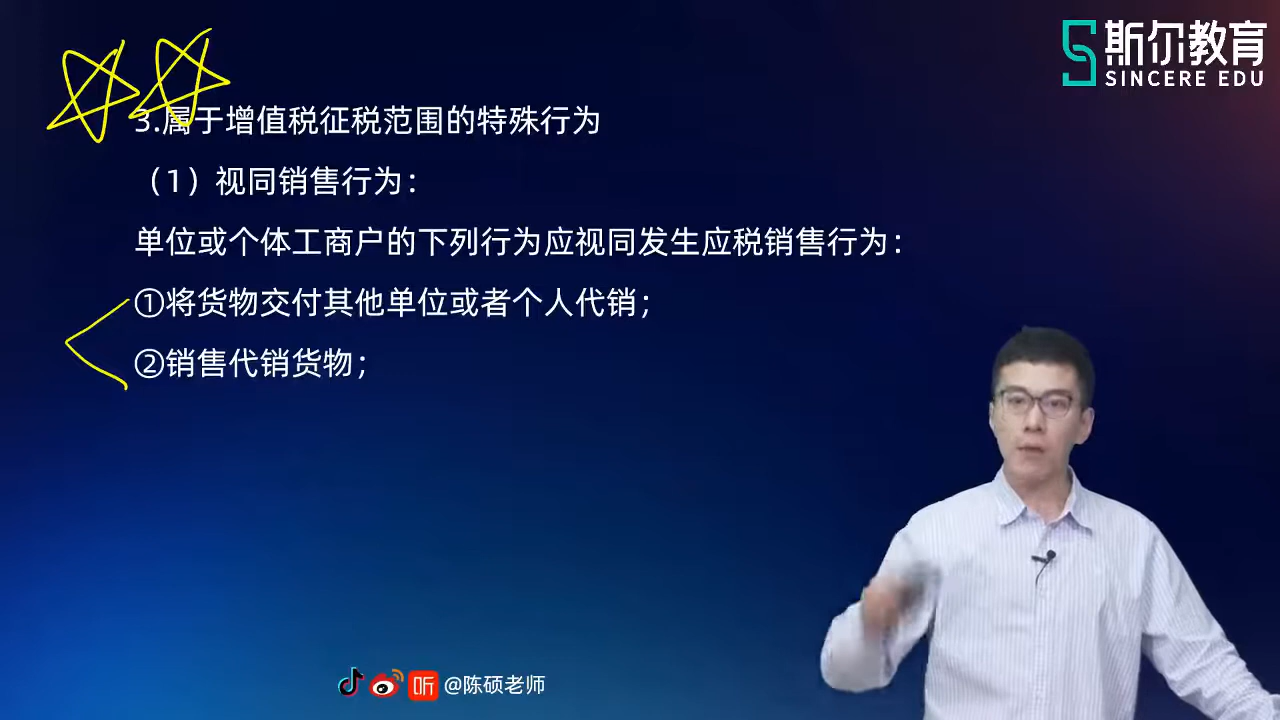 斯尔教育
SINCERE EDU
3.属于增值税征税范围的特殊行为
（1）视同销售行为：
单位或个体工商户的下列行为应视同发生应税销售行为：
①将货物交付其他单位或者个人代销；
②销售代销货物；
听 @陈硕老师